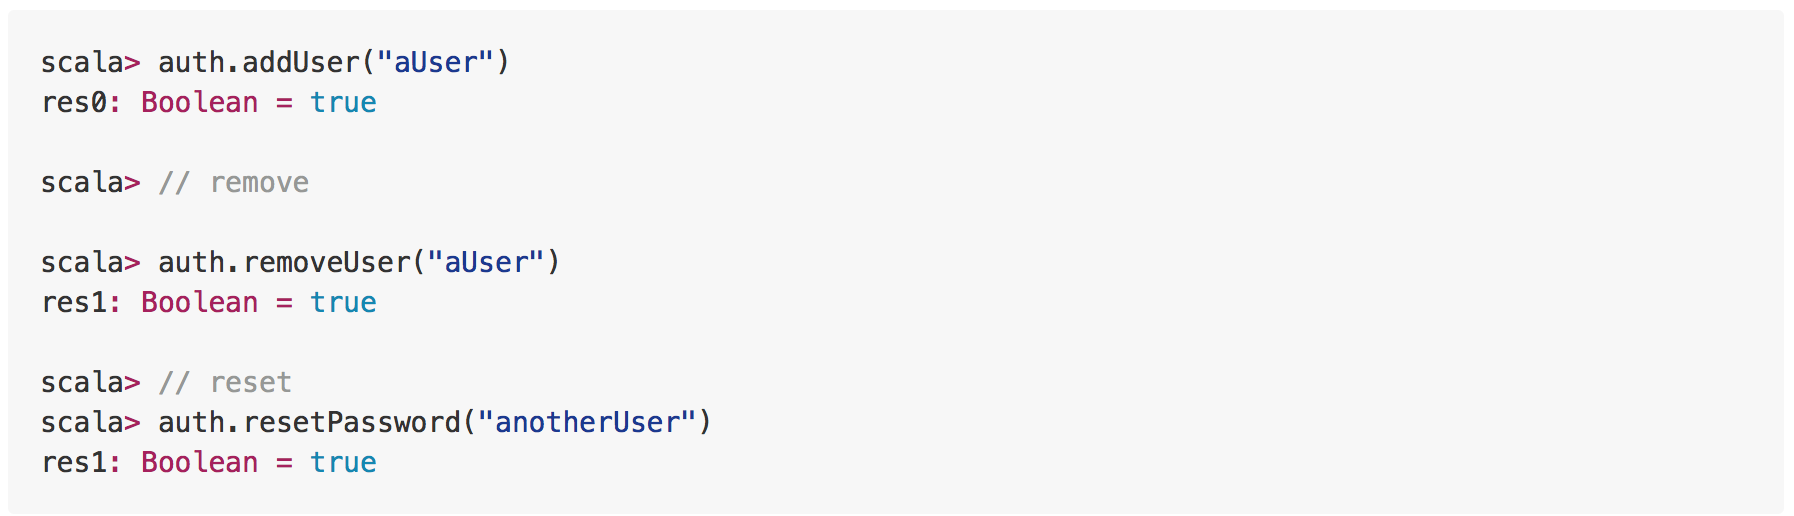 scala> auth.addUser("aUser")
res0: Boolean = true
scala> // remove
scala> auth.removeUser("aUser")
res1: Boolean = true
scala> // reset
scala> auth.resetPassword("anotherUser")
res1: Boolean = true